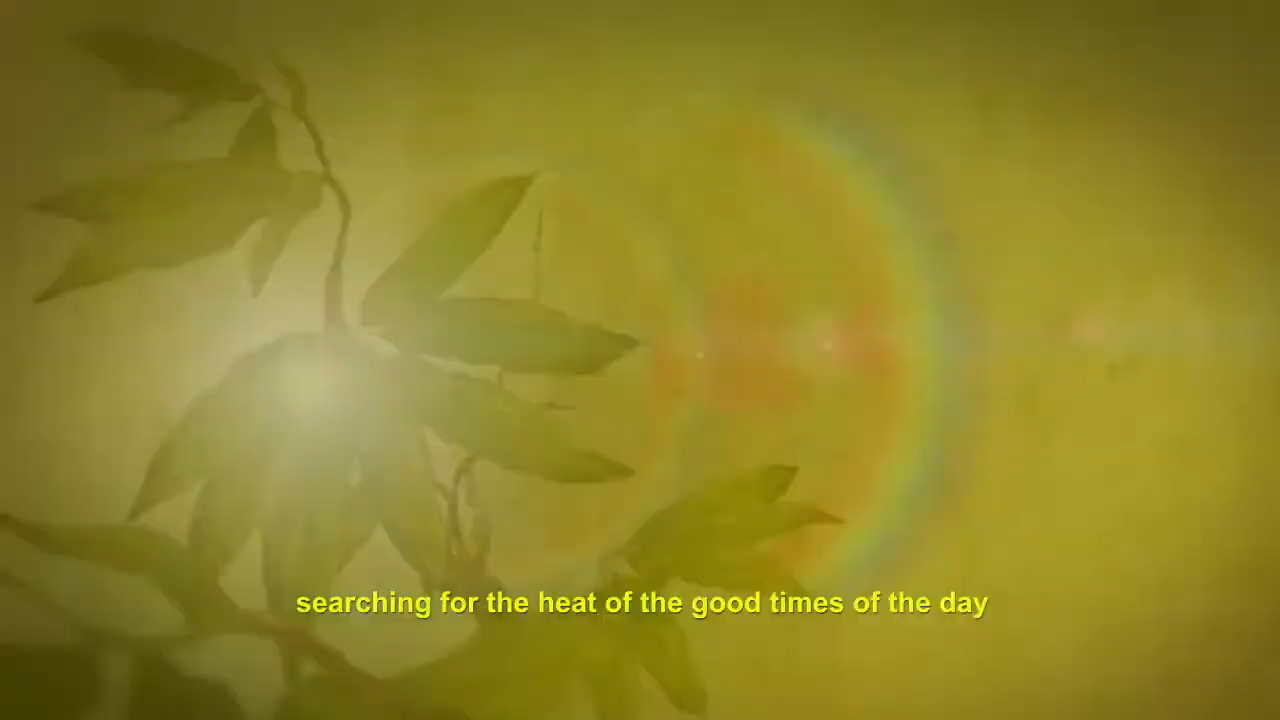 searching for the heat of the good times of the day